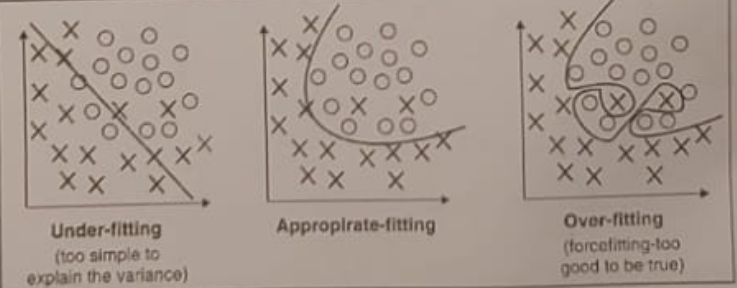 Under-fitting
(too simple to
explain the variance)
Appropirate-fitting
Over-fitting
(forcefitting-too
good to be true)